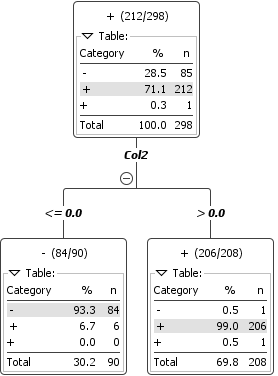 + (212/298)
Table:
Category % n
- 28.5 85
+ 71.1 212
+ 0.3 1
Total 100.0 298
Col2
<= 0.0
> 0.0
- (84/90)
Table:
Category % n
- 93.3 84
+ 6.7 6
+ 0.0 0
Total 30.2 90
+ (206/208)
Table:
Category % n
- 0.5 1
+ 99.0 206
+ 0.5 1
Total 69.8 208